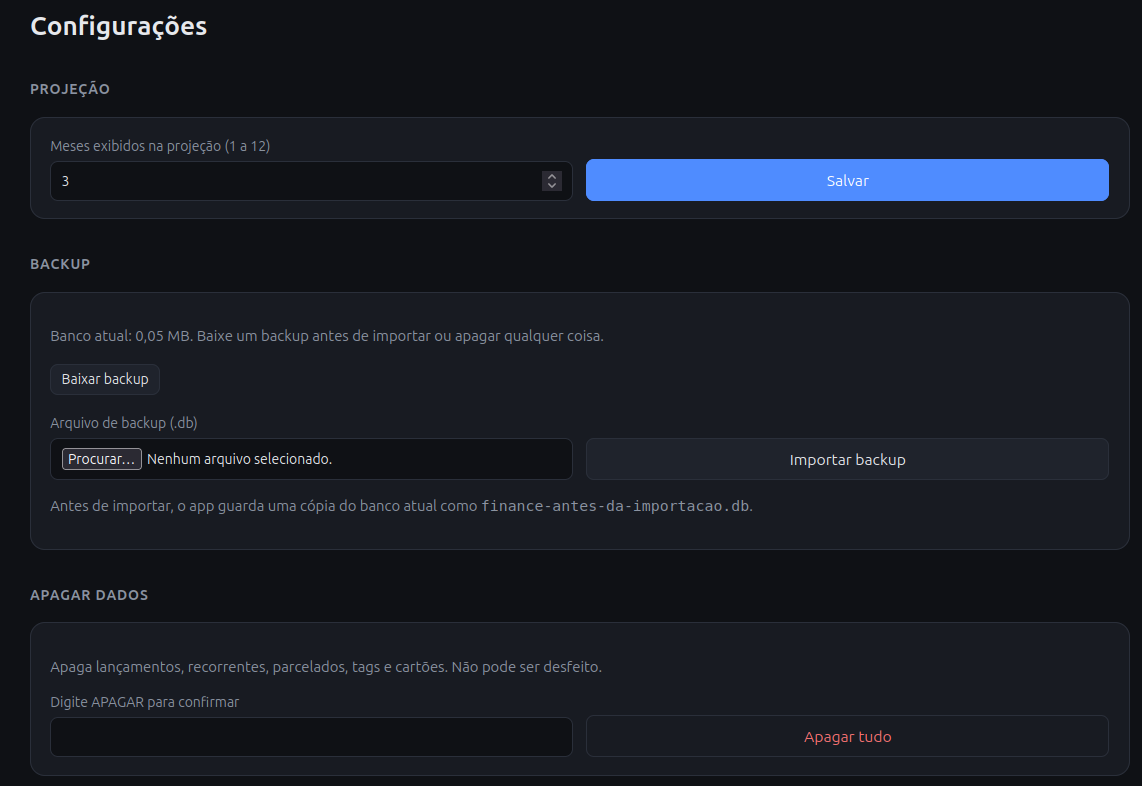 Configurações
PROJEÇÃO
Meses exibidos na projeção (1 a 12)
3
Salvar
BACKUP
Banco atual: 0,05 MB. Baixe um backup antes de importar ou apagar qualquer coisa.
Baixar backup
Arquivo de backup (.db)
Procurar... Nenhum arquivo selecionado.
Importar backup
Antes de importar, o app guarda uma cópia do banco atual como finance-antes-da-importacao.db.
APAGAR DADOS
Apaga lançamentos, recorrentes, parcelados, tags e cartões. Não pode ser desfeito.
Digite APAGAR para confirmar
Apagar tudo